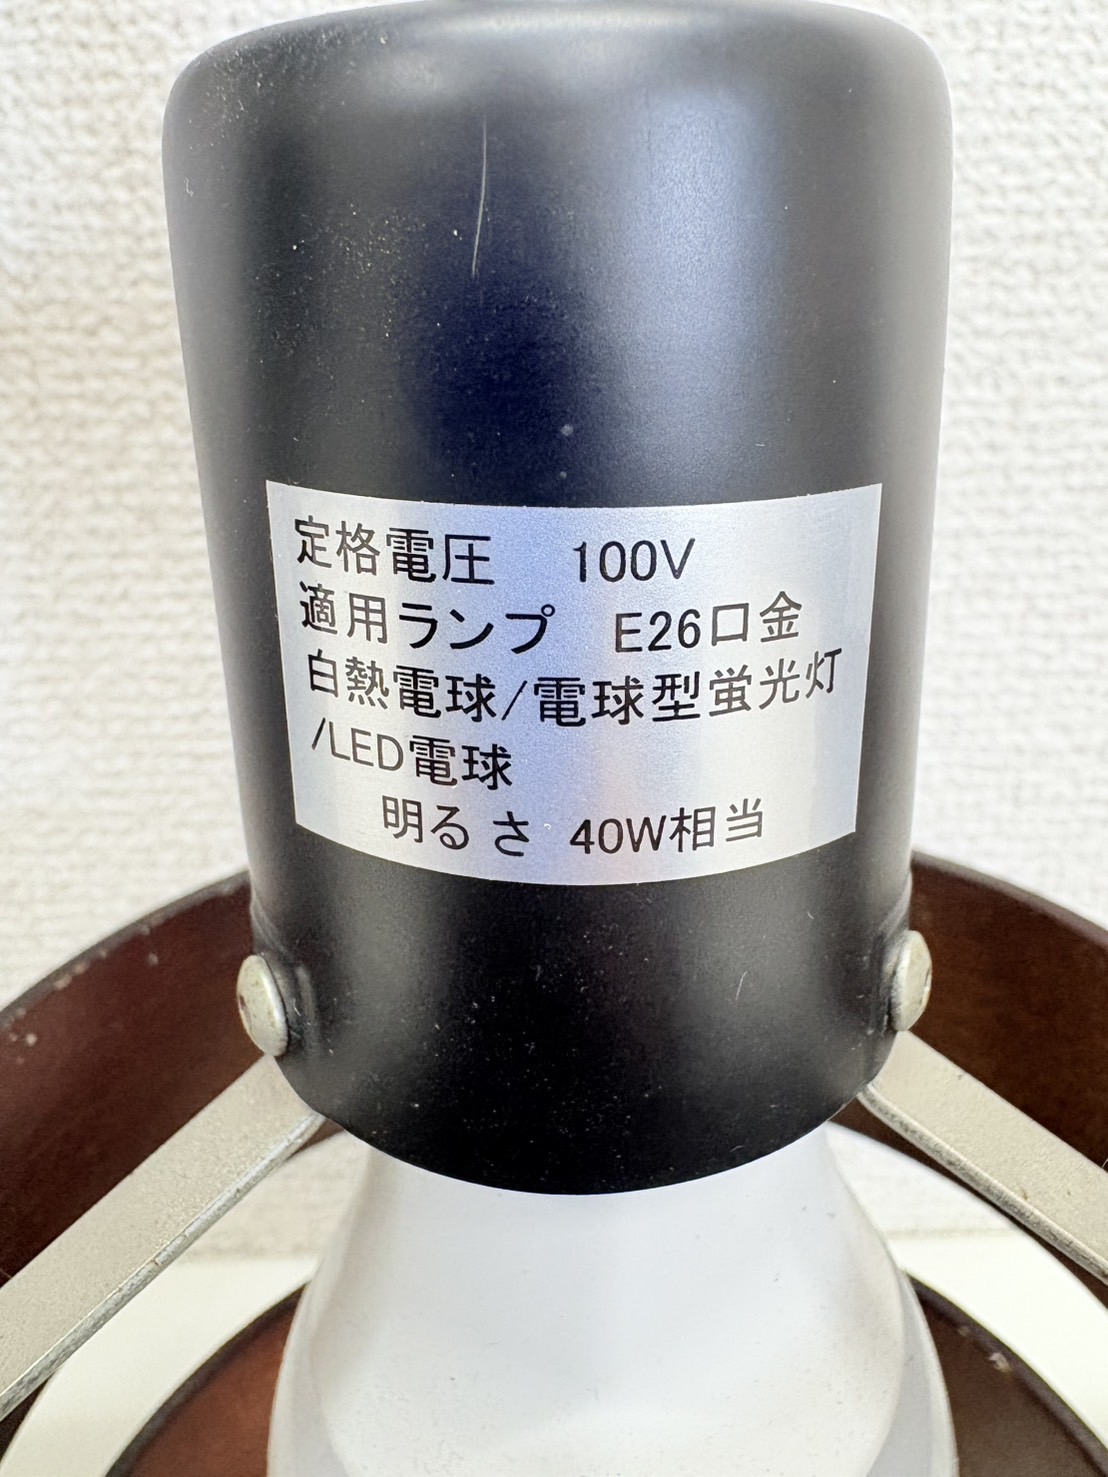 定格電圧　100V
適用ランプ　E26口金
白熱電球/電球型蛍光灯
/LED電球
明るさ　40W相当